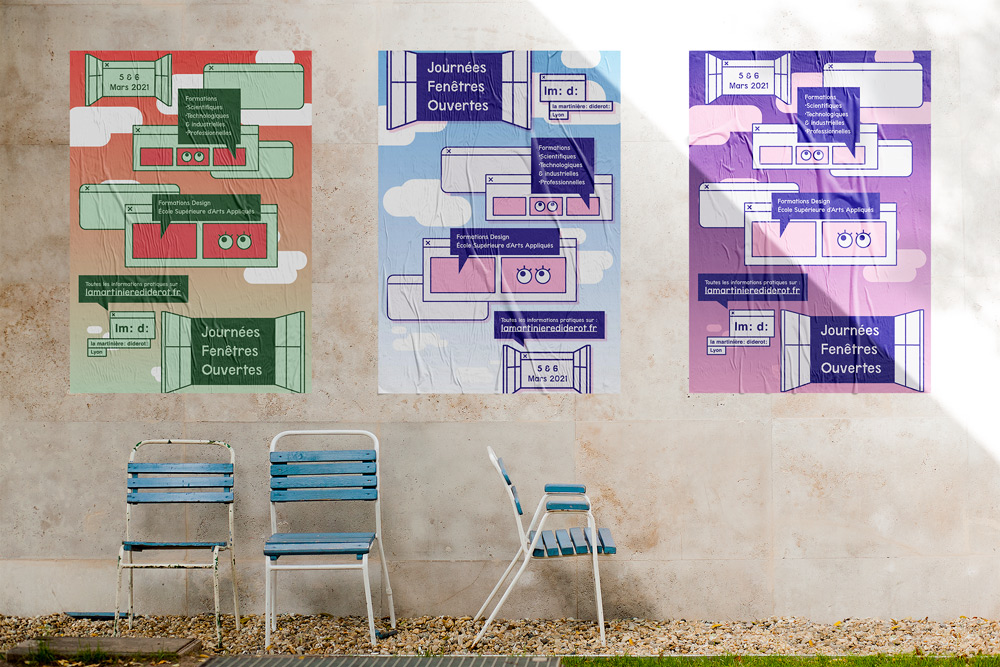 5 & 6
Mars 2021
Formations
·Scientifiques
·Technologiques
& industrielles
·Professionnelles
Formations Design
École Supérieure d'Arts Appliqués
Toutes les informations pratiques sur :
lamartinierediderot.fr
lm: d:
la martinière: diderot:
Lyon
Journées
Fenêtres
Ouvertes
Journées
Fenêtres
Ouvertes
lm: d:
la martinière: diderot:
Lyon
Formations
·Scientifiques
·Technologiques
& industrielles
·Professionnelles
Formations Design
École Supérieure d'Arts Appliqués
Toutes les informations pratiques sur :
lamartinierediderot.fr
5 & 6
Mars 2021
5 & 6
Mars 2021
Formations
·Scientifiques
·Technologiques
& industrielles
·Professionnelles
Formations Design
École Supérieure d'Arts Appliqués
Toutes les informations pratiques sur :
lamartinierediderot.fr
lm: d:
la martinière: diderot:
Lyon
Journées
Fenêtres
Ouvertes